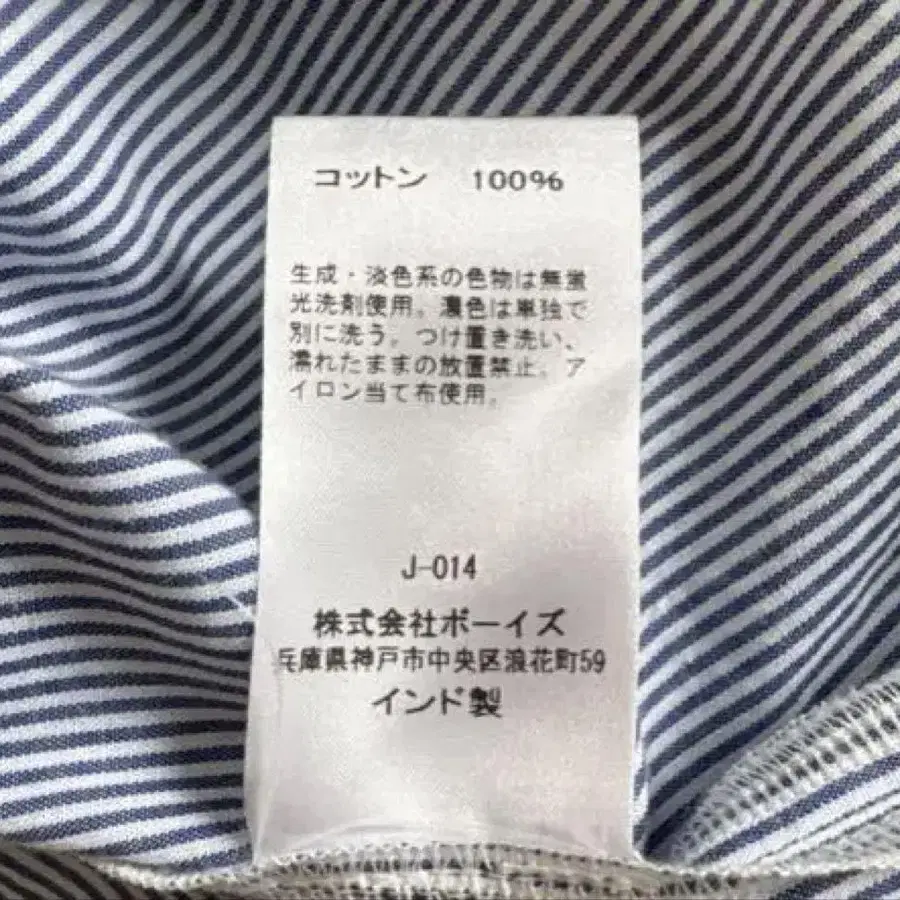 コットン 100%
生成・淡色系の色物は無蛍
光洗剤使用。濃色は単独で
別に洗う。つけ置き洗い、
濡れたままの放置禁止。ア
イロン当て布使用。
J-014
株式会社ボーイズ
兵庫県神戸市中央区浪花町59
インド製